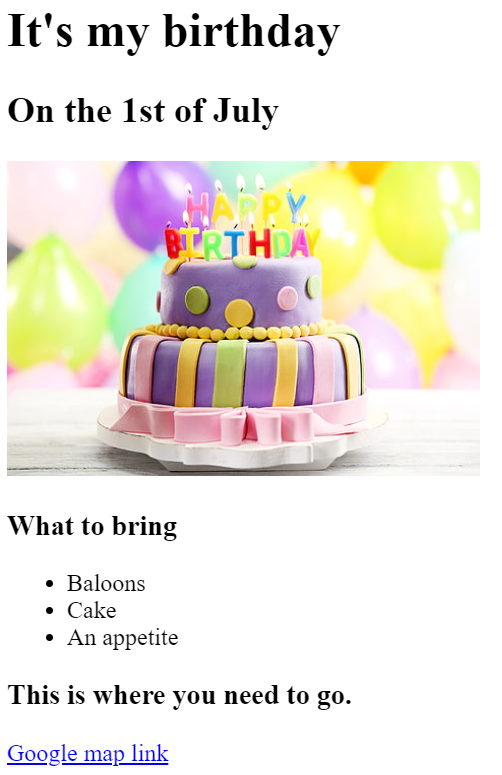 It's my birthday
On the 1st of July
HAPPY
BIRTHDAY
What to bring
Baloons
Cake
An appetite
This is where you need to go.
Google map link